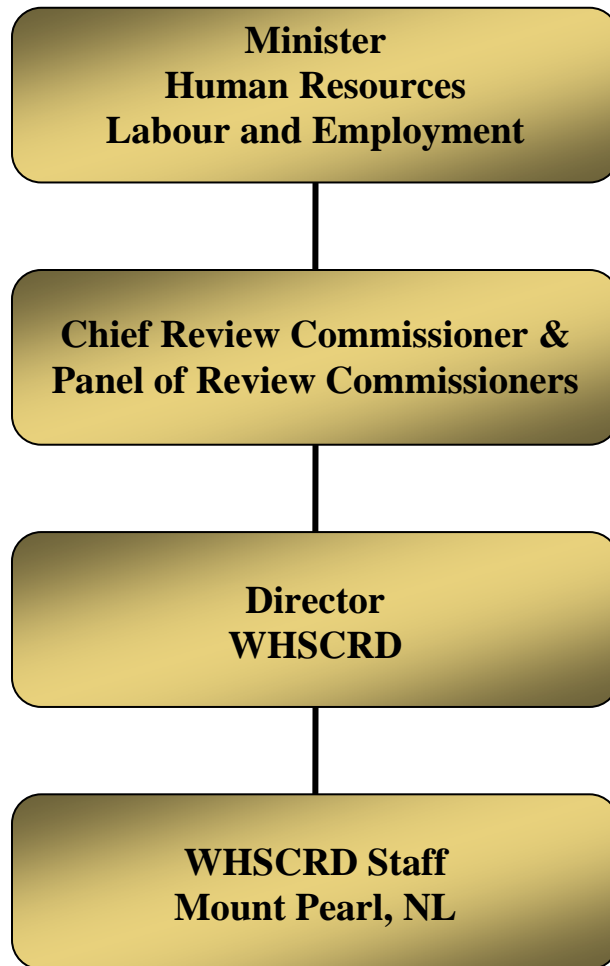 Minister
Human Resources
Labour and Employment
Chief Review Commissioner &
Panel of Review Commissioners
Director
WHSCRD
WHSCRD Staff
Mount Pearl, NL